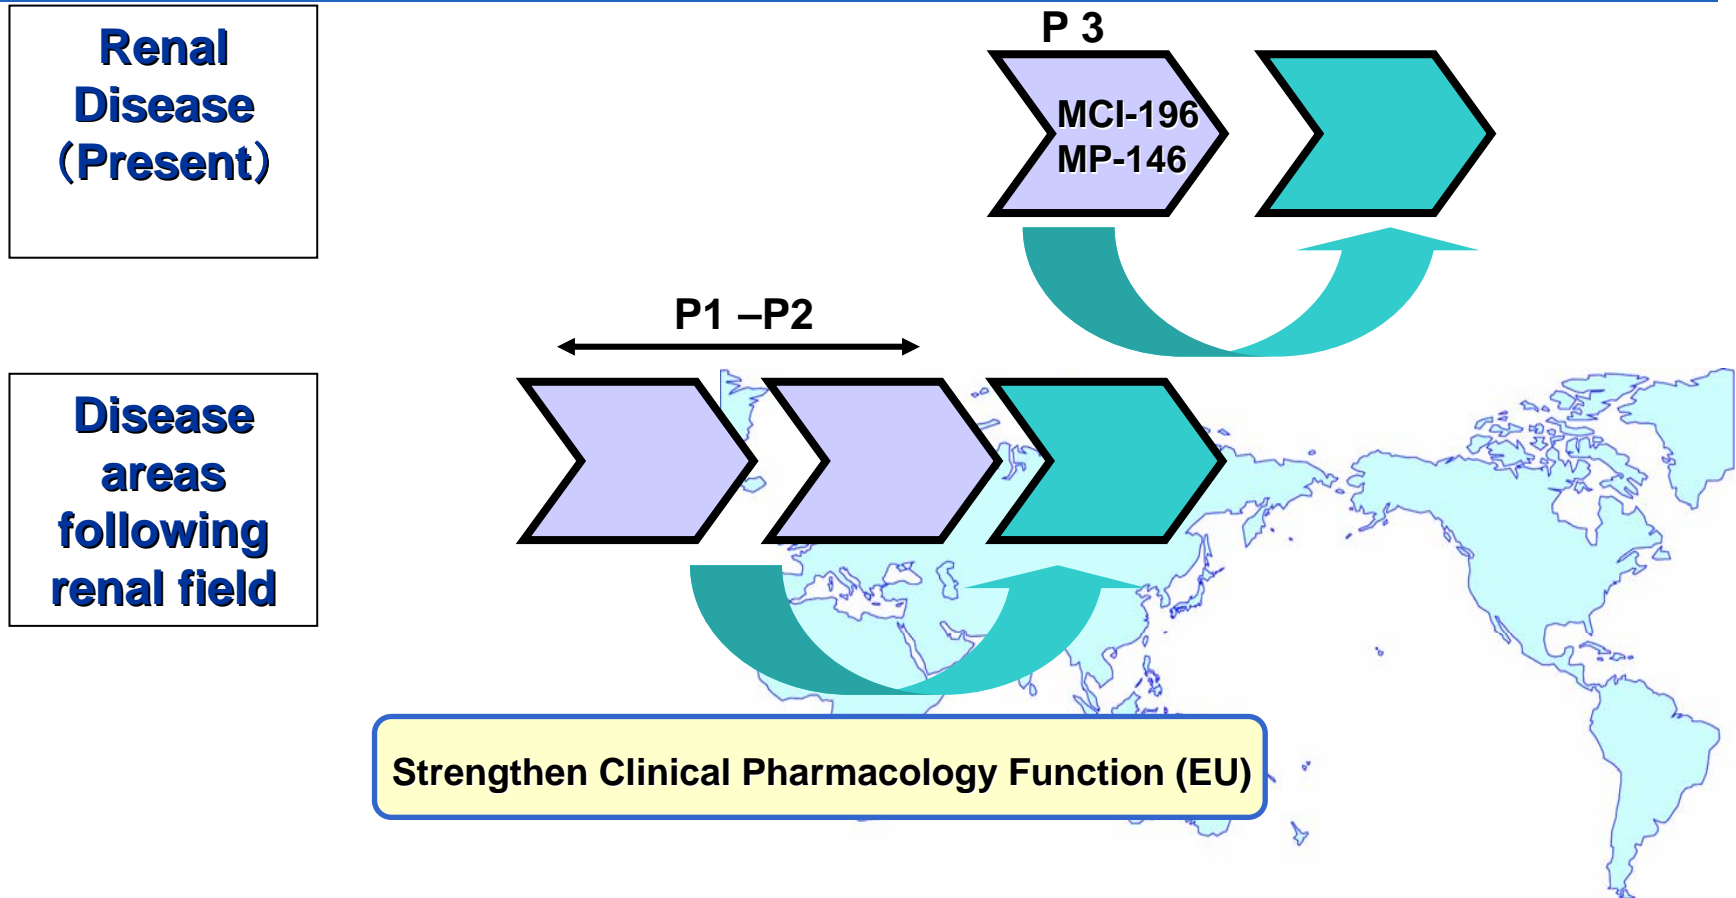 Renal
Disease
（Present）
P 3
MCI-196
MP-146
P1 –P2
Disease
areas
following
renal field
Strengthen Clinical Pharmacology Function (EU)